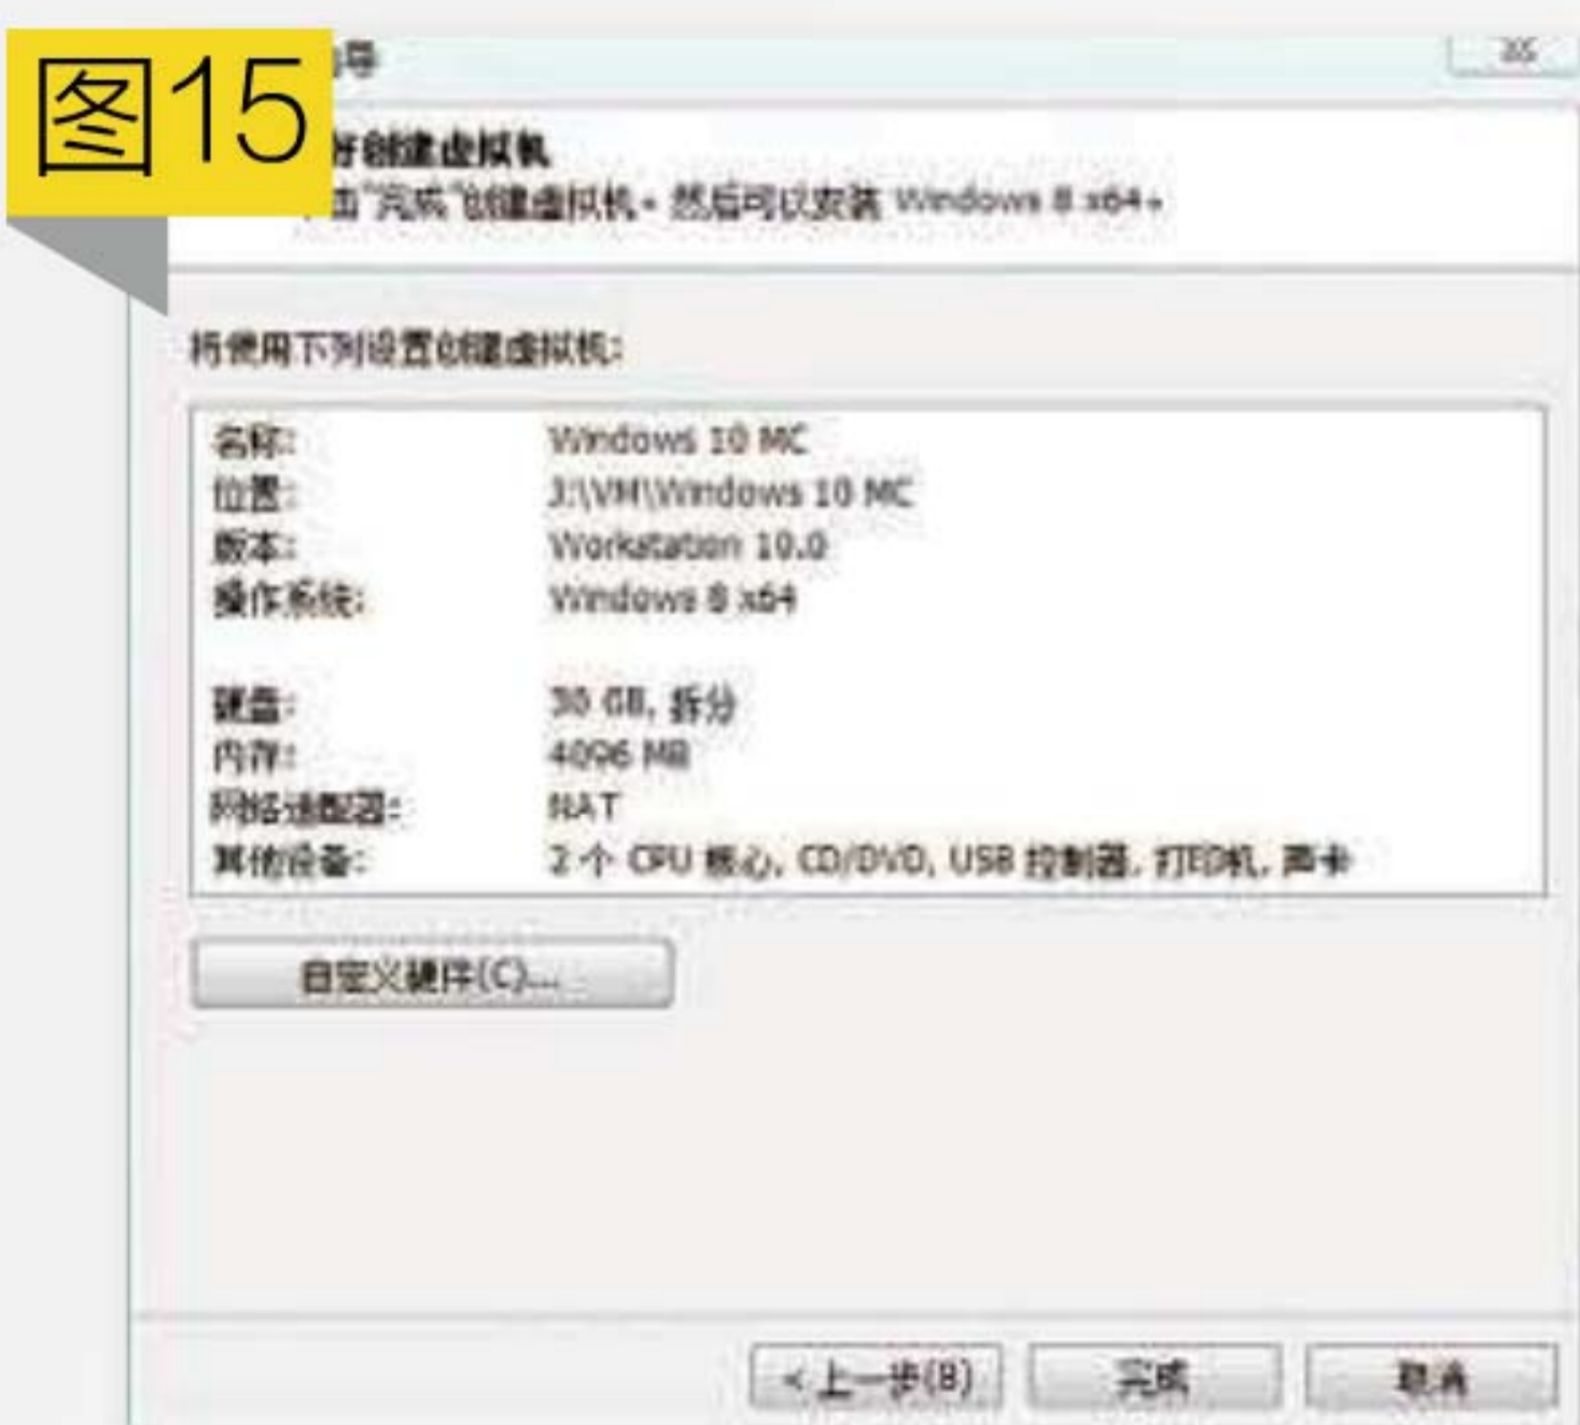 图15
导
好创建虚拟机
击"完成"创建虚拟机。然后可以安装 Windows 8 x64。
将使用下列设置创建虚拟机:
名称: Windows 10 MC
位置: J:\VM\Windows 10 MC
版本: Workstation 10.0
操作系统: Windows 8 x64
硬盘: 30 GB, 拆分
内存: 4096 MB
网络适配器: NAT
其他设备: 2 个 CPU 核心, CD/DVD, USB 控制器, 打印机, 声卡
自定义硬件(C)...
< 上一步(B)
完成
取消